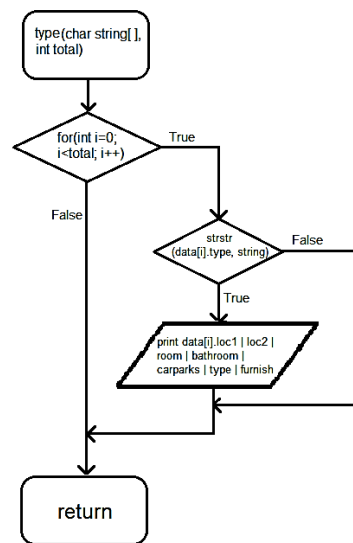 type(char string[ ],
int total)
for(int i=0;
i<total; i++)
True
False
strstr
(data[i].type, string)
False
True
print data[i].loc1 | loc2 |
room | bathroom |
carparks | type | furnish
return